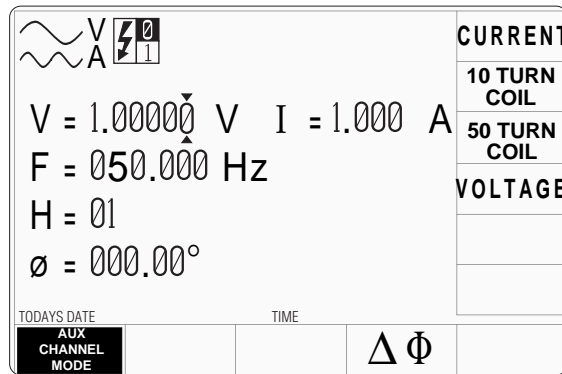 V
A
0
1
V = 1.00000 V I = 1.000 A
F = 050.000 Hz
H = 01
ø = 000.00°
CURRENT
10 TURN
COIL
50 TURN
COIL
VOLTAGE
TODAYS DATE TIME
AUX
CHANNEL
MODE
Δ Φ